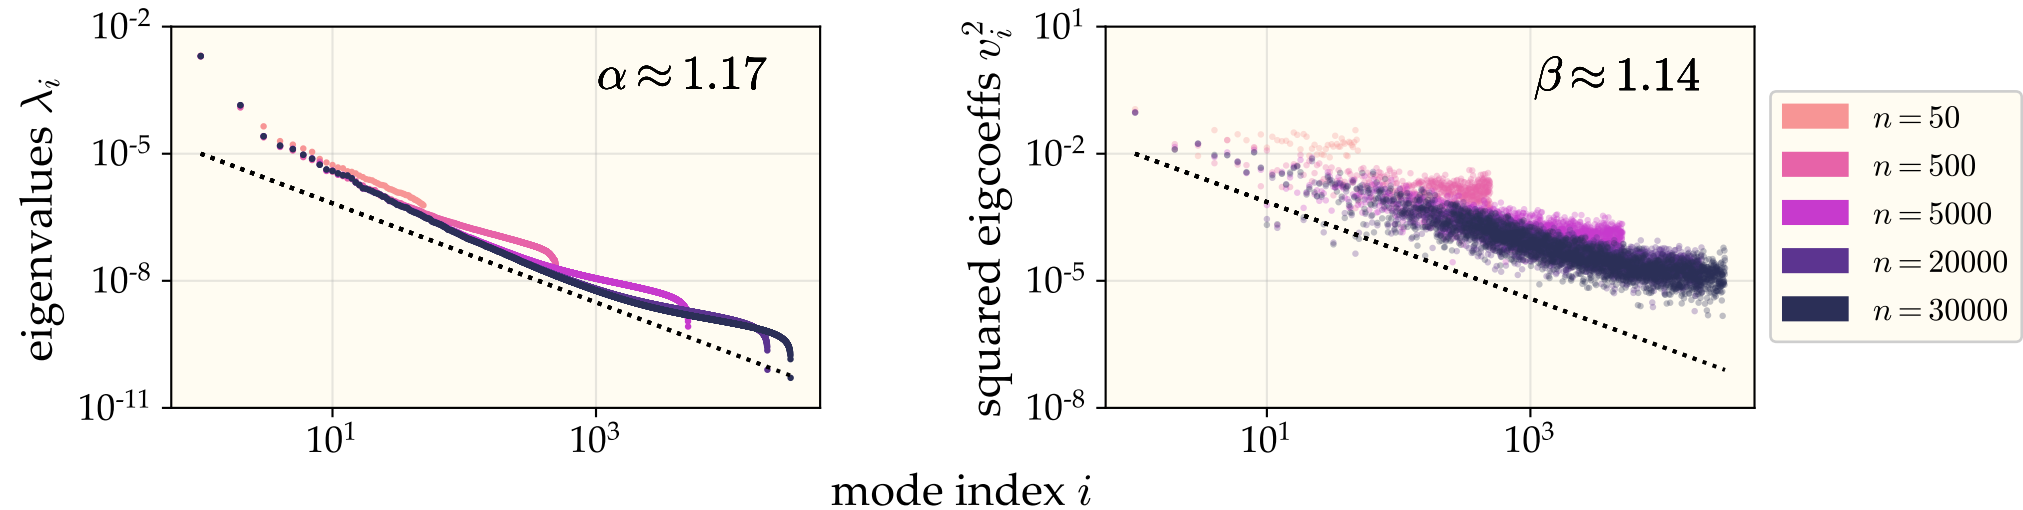 eigenvalues λ_i
10^-2
10^-5
10^-8
10^-11
α ≈ 1.17
10^1
10^3
squared eigcoeffs v_i^2
10^1
10^-2
10^-5
10^-8
β ≈ 1.14
10^1
10^3
mode index i
n = 50
n = 500
n = 5000
n = 20000
n = 30000